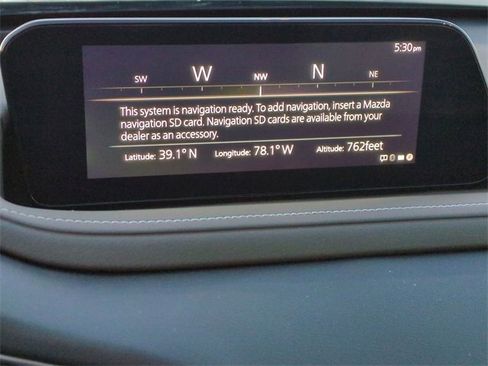 5:30pm
SW W NW N NE
This system is navigation ready. To add navigation, insert a Mazda
navigation SD card. Navigation SD cards are available from your
dealer as an accessory.
Latitude: 39.1° N Longitude: 78.1° W Altitude: 762feet